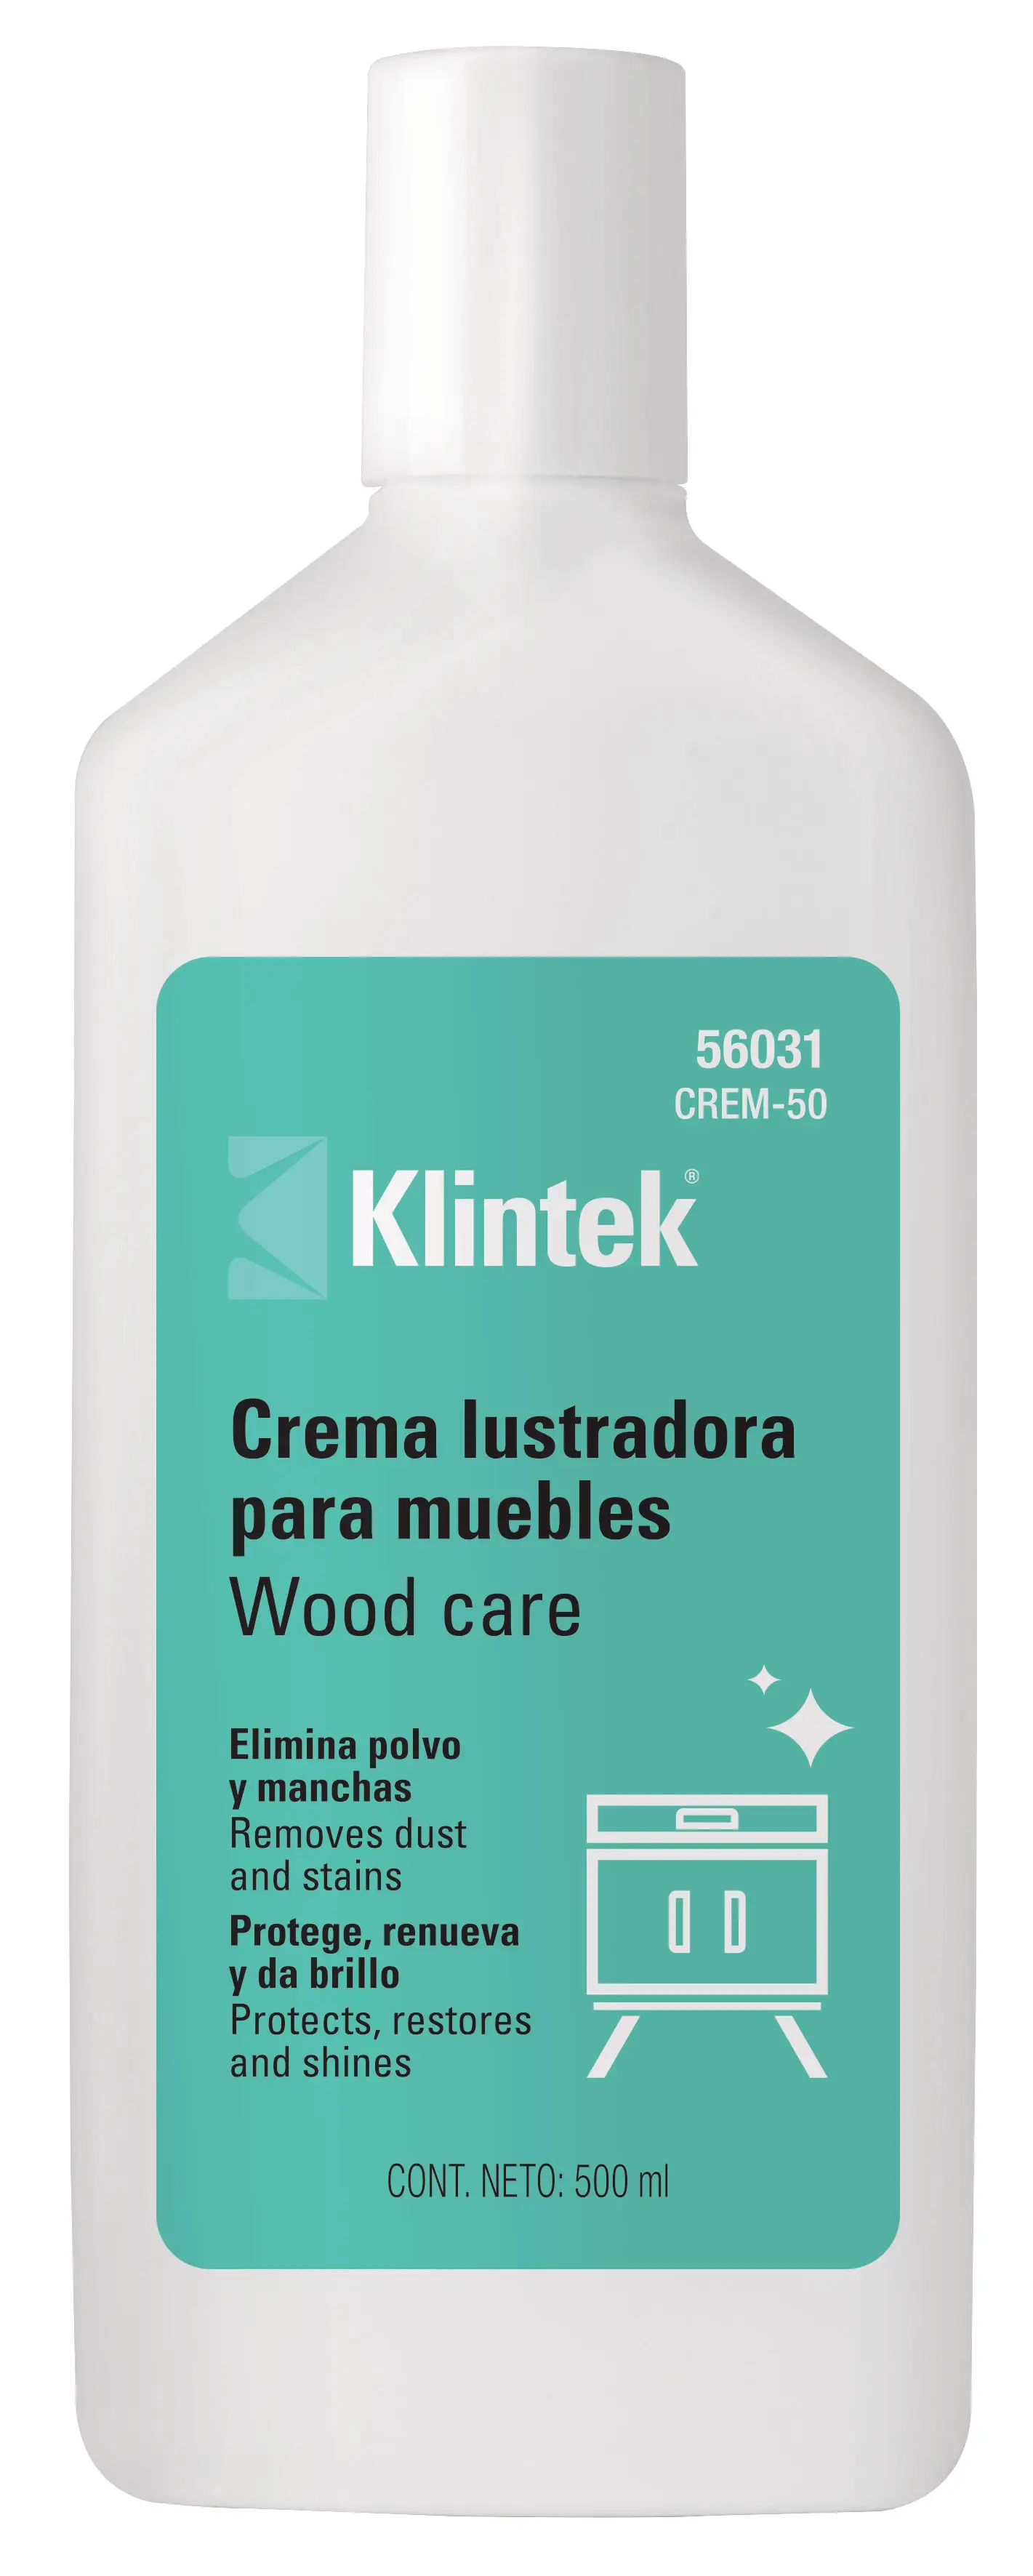 56031
CREM-50
Klintek®
Crema lustradora
para muebles
Wood care
Elimina polvo
y manchas
Removes dust
and stains
Protege, renueva
y da brillo
Protects, restores
and shines
CONT. NETO: 500 ml